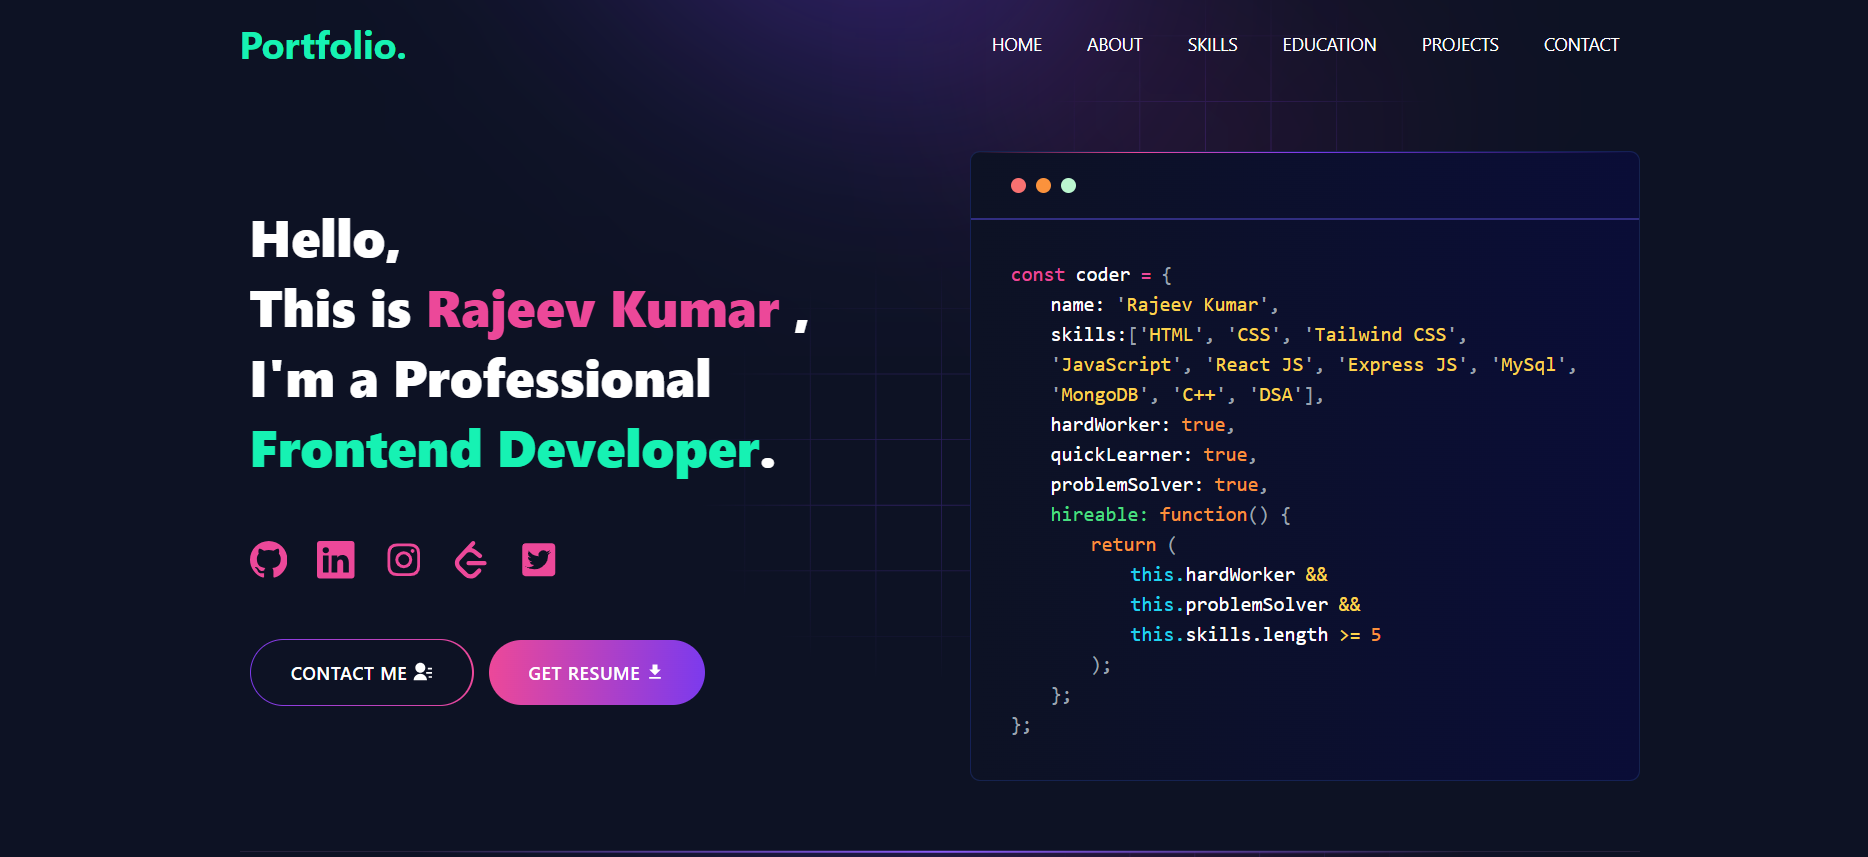 Portfolio.
HOME ABOUT SKILLS EDUCATION PROJECTS CONTACT
Hello,
This is Rajeev Kumar ,
I'm a Professional
Frontend Developer.
CONTACT ME
GET RESUME
const coder = {
name: 'Rajeev Kumar',
skills:['HTML', 'CSS', 'Tailwind CSS',
'JavaScript', 'React JS', 'Express JS', 'MySql',
'MongoDB', 'C++', 'DSA'],
hardWorker: true,
quickLearner: true,
problemSolver: true,
hireable: function() {
return (
this.hardWorker &&
this.problemSolver &&
this.skills.length >= 5
);
};
};